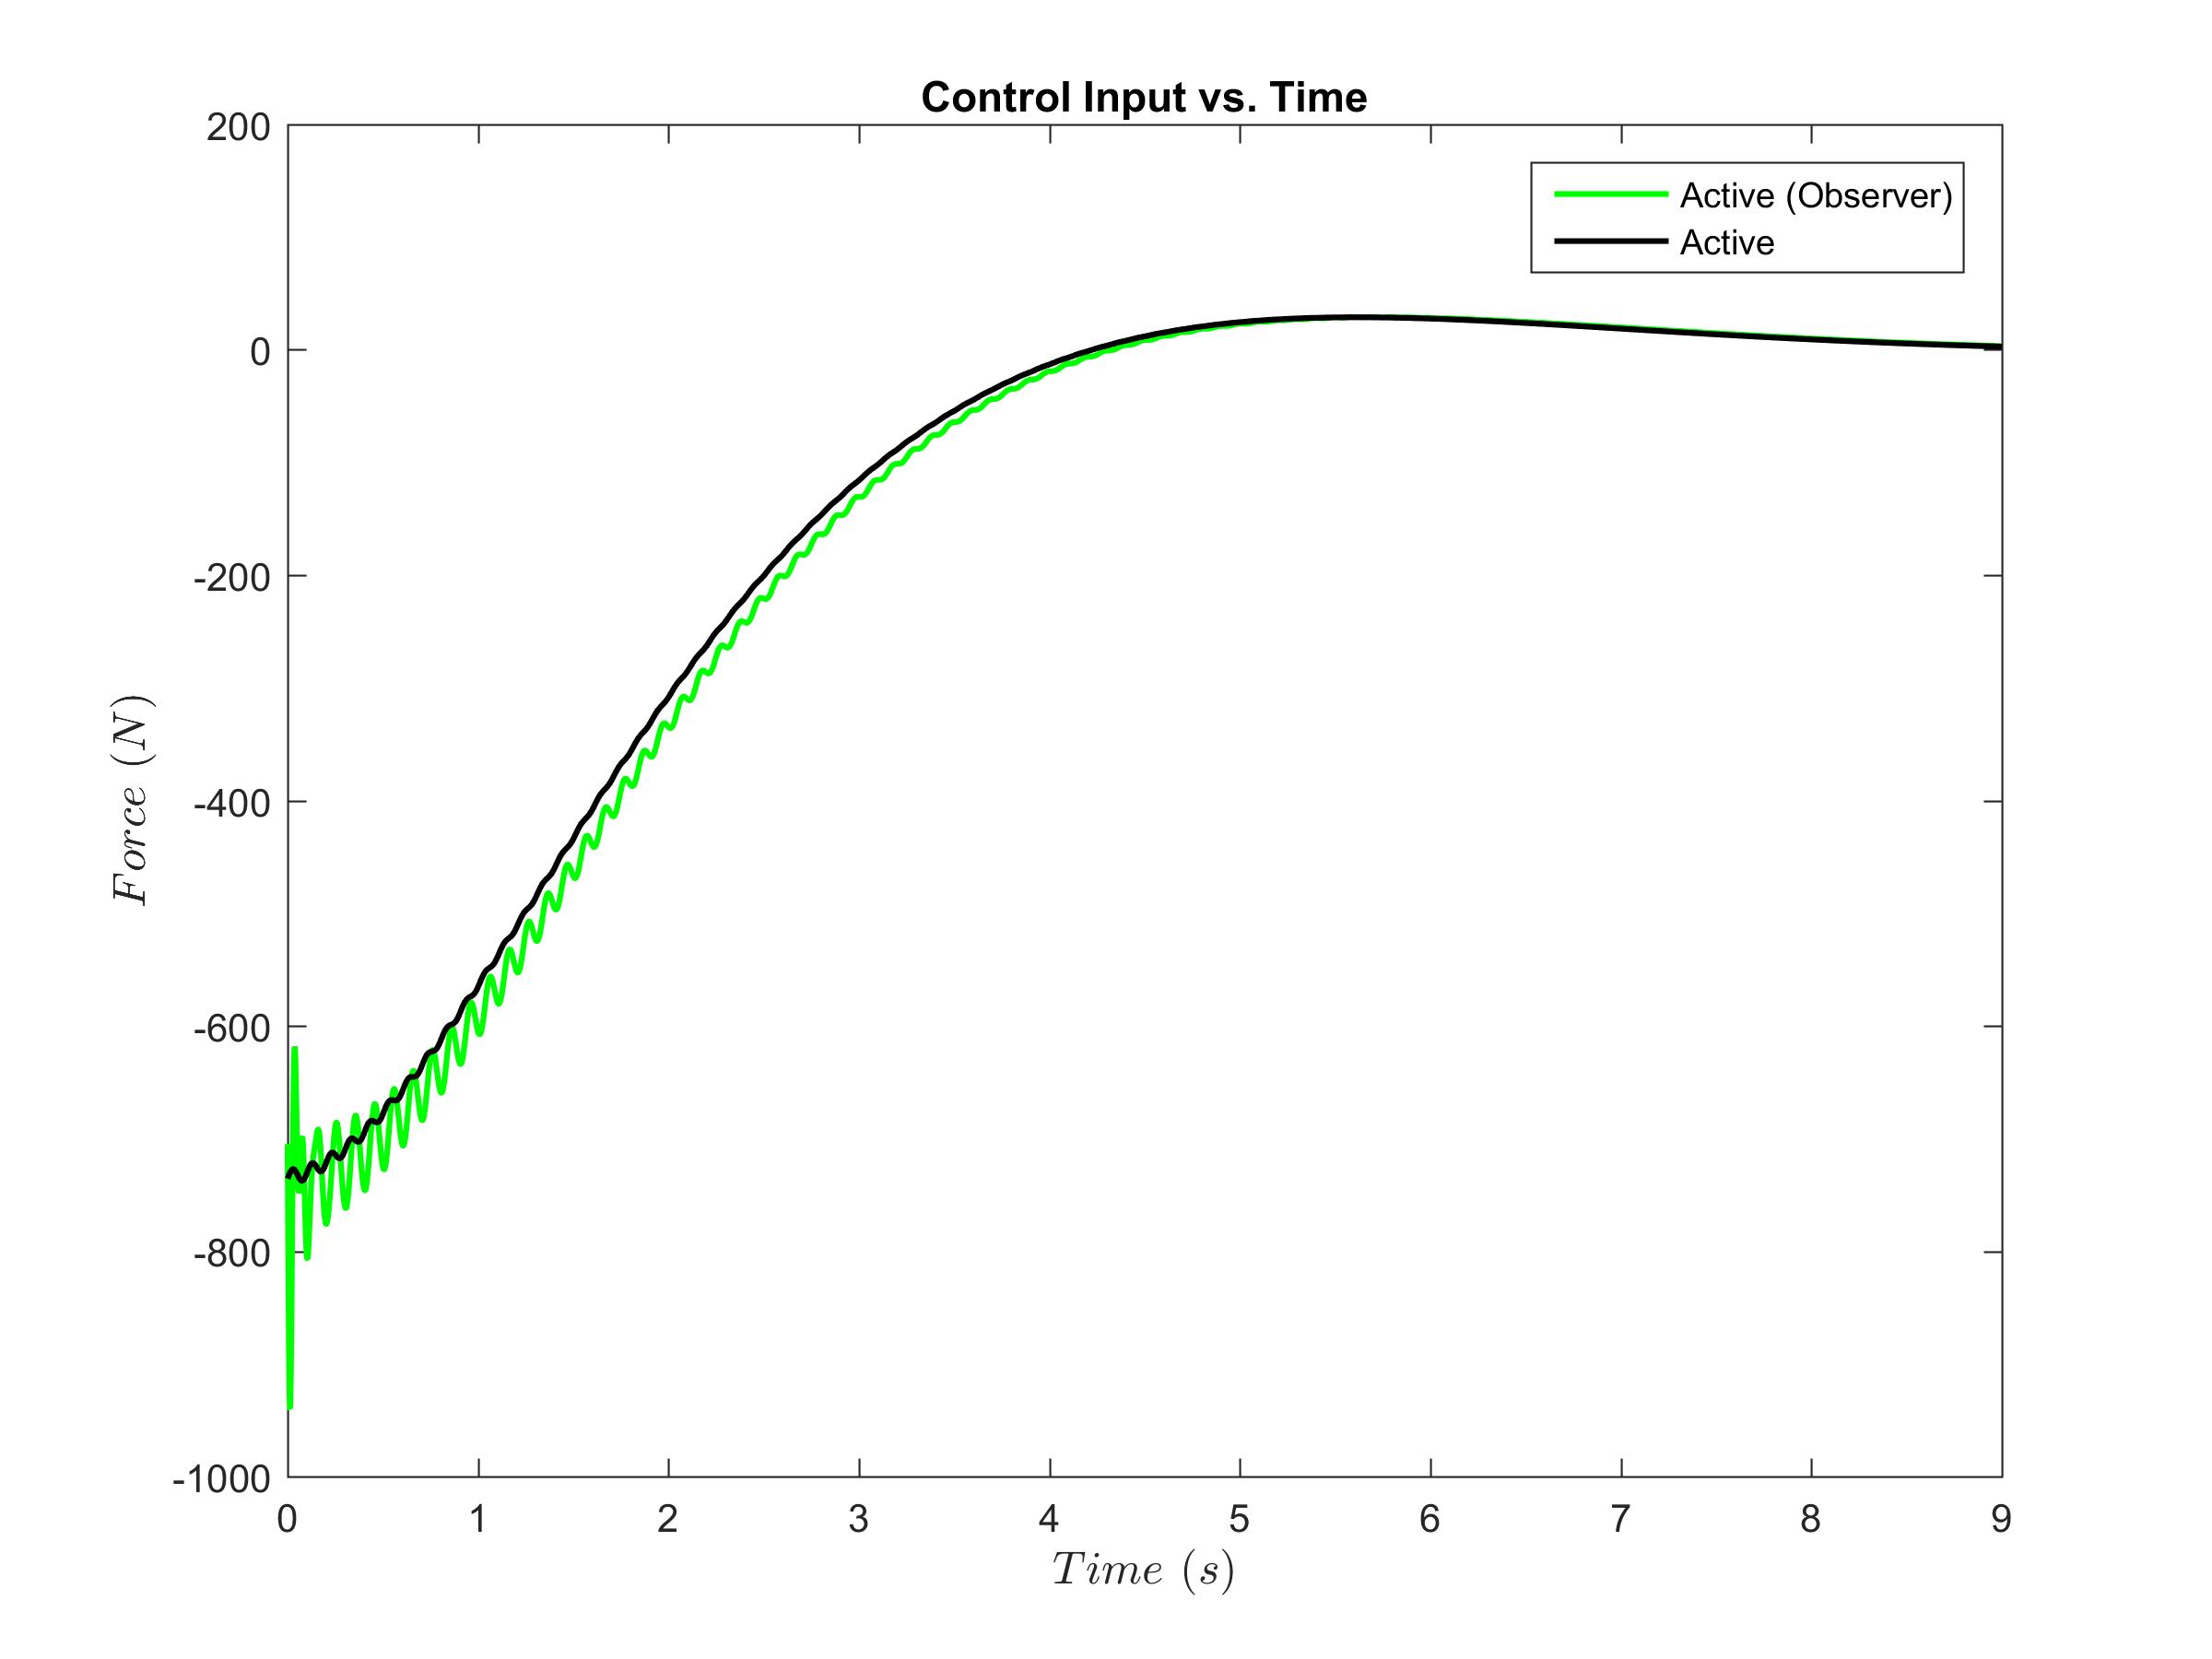 Control Input vs. Time
200
0
-200
-400
-600
-800
-1000
Force (N)
Active (Observer)
Active
0 1 2 3 4 5 6 7 8 9
Time (s)